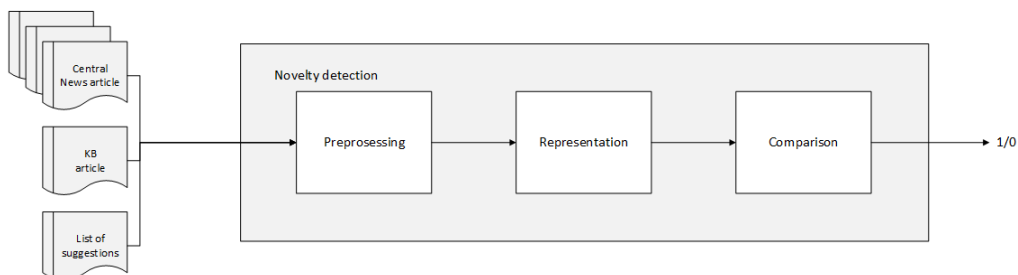 Central
News article
KB
article
List of
suggestions
Novelty detection
Preprosessing
Representation
Comparison
1/0